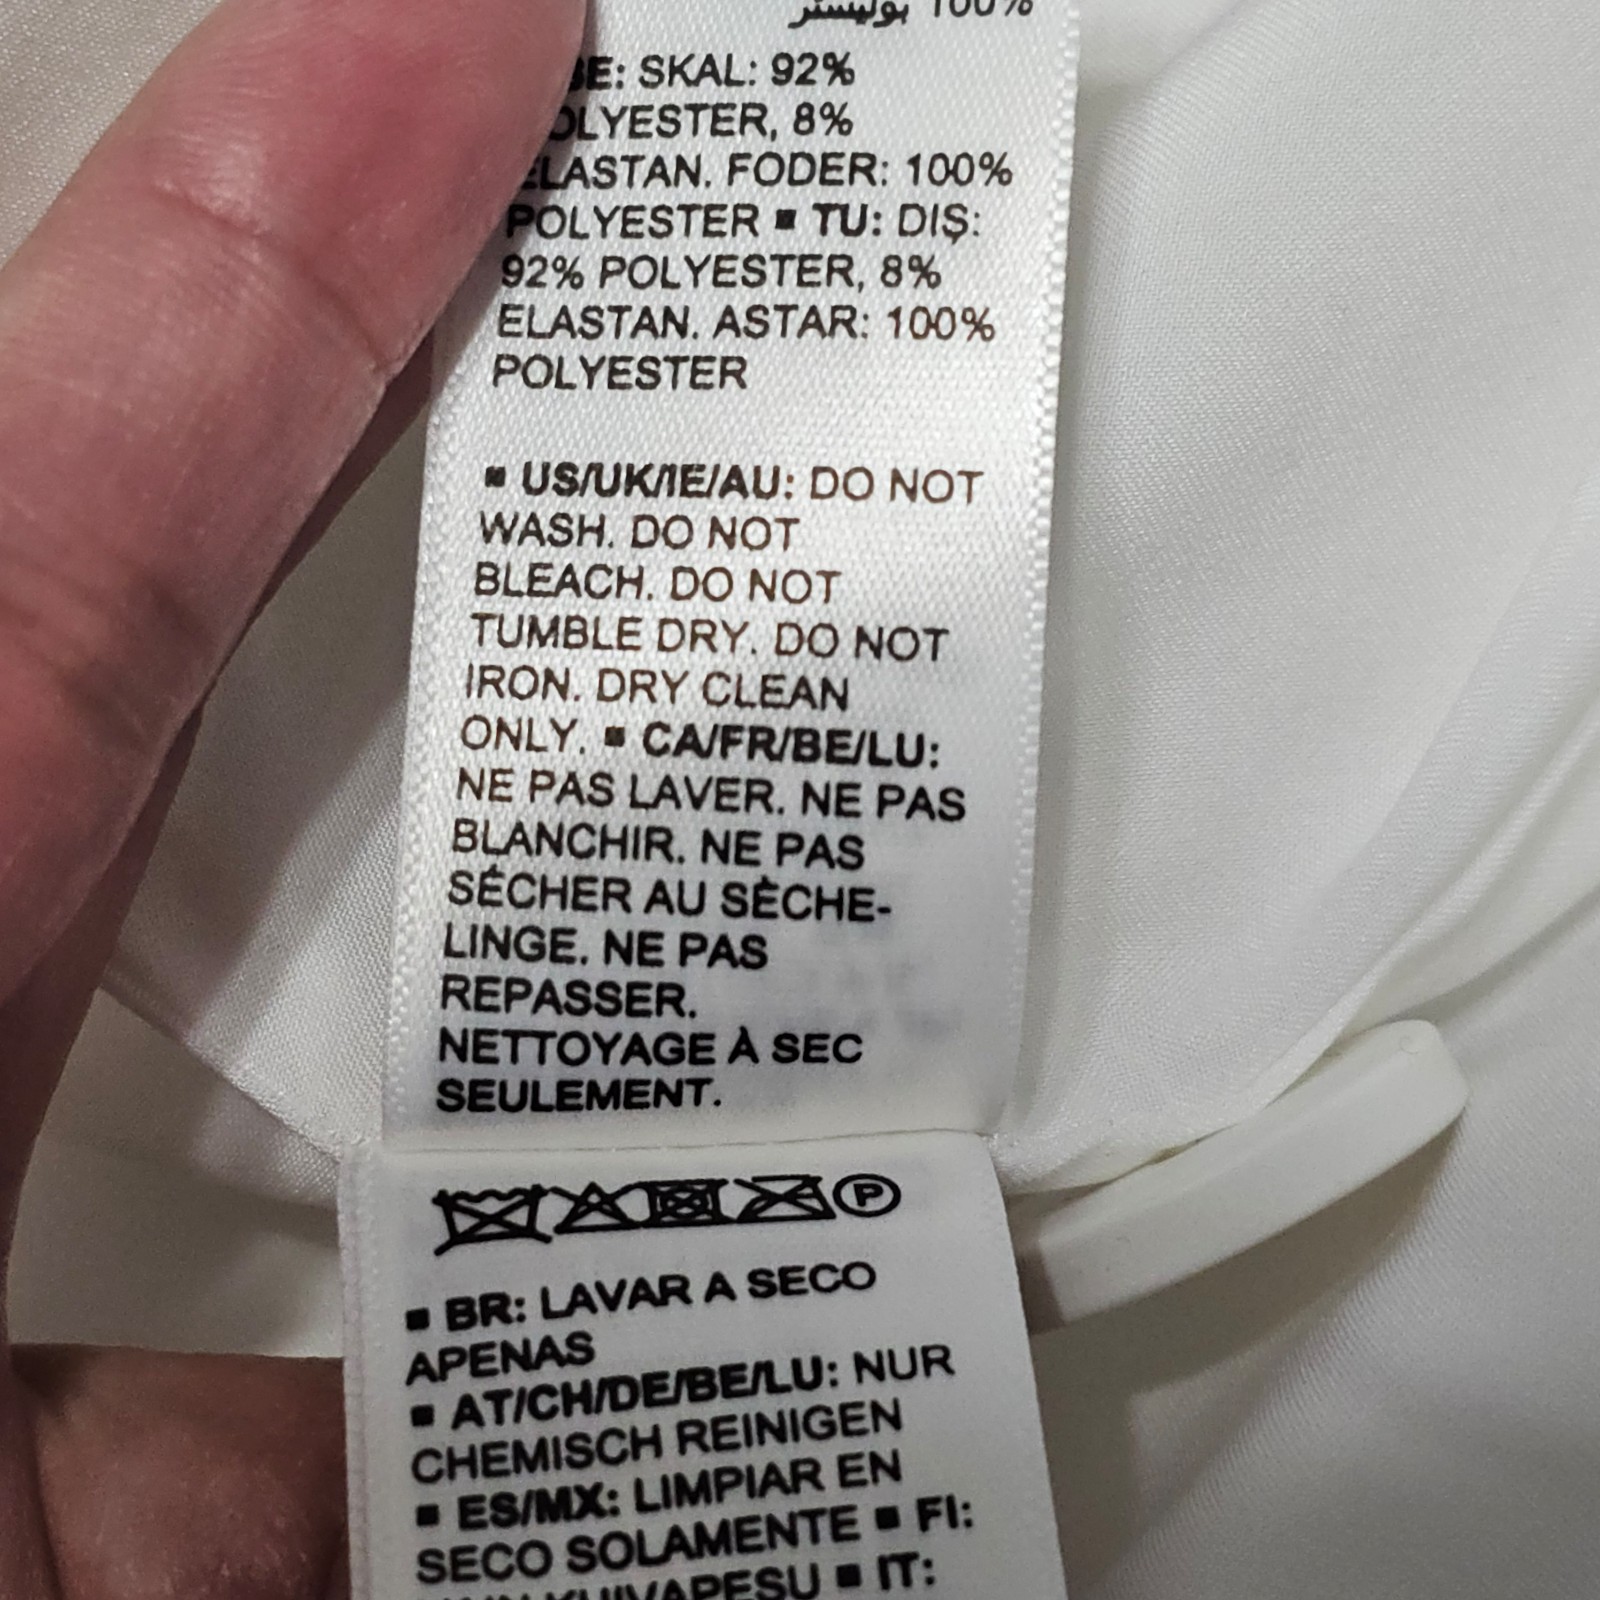 100% بوليستر
BE: SKAL: 92%
POLYESTER, 8%
ELASTAN. FODER: 100%
POLYESTER ■ TU: DIŞ:
92% POLYESTER, 8%
ELASTAN. ASTAR: 100%
POLYESTER
■ US/UK/IE/AU: DO NOT
WASH. DO NOT
BLEACH. DO NOT
TUMBLE DRY. DO NOT
IRON. DRY CLEAN
ONLY. ■ CA/FR/BE/LU:
NE PAS LAVER. NE PAS
BLANCHIR. NE PAS
SÉCHER AU SÈCHE-
LINGE. NE PAS
REPASSER.
NETTOYAGE À SEC
SEULEMENT.
P
■ BR: LAVAR A SECO
APENAS
■ AT/CH/DE/BE/LU: NUR
CHEMISCH REINIGEN
■ ES/MX: LIMPIAR EN
SECO SOLAMENTE ■ FI:
KUIVAPESU ■ IT: